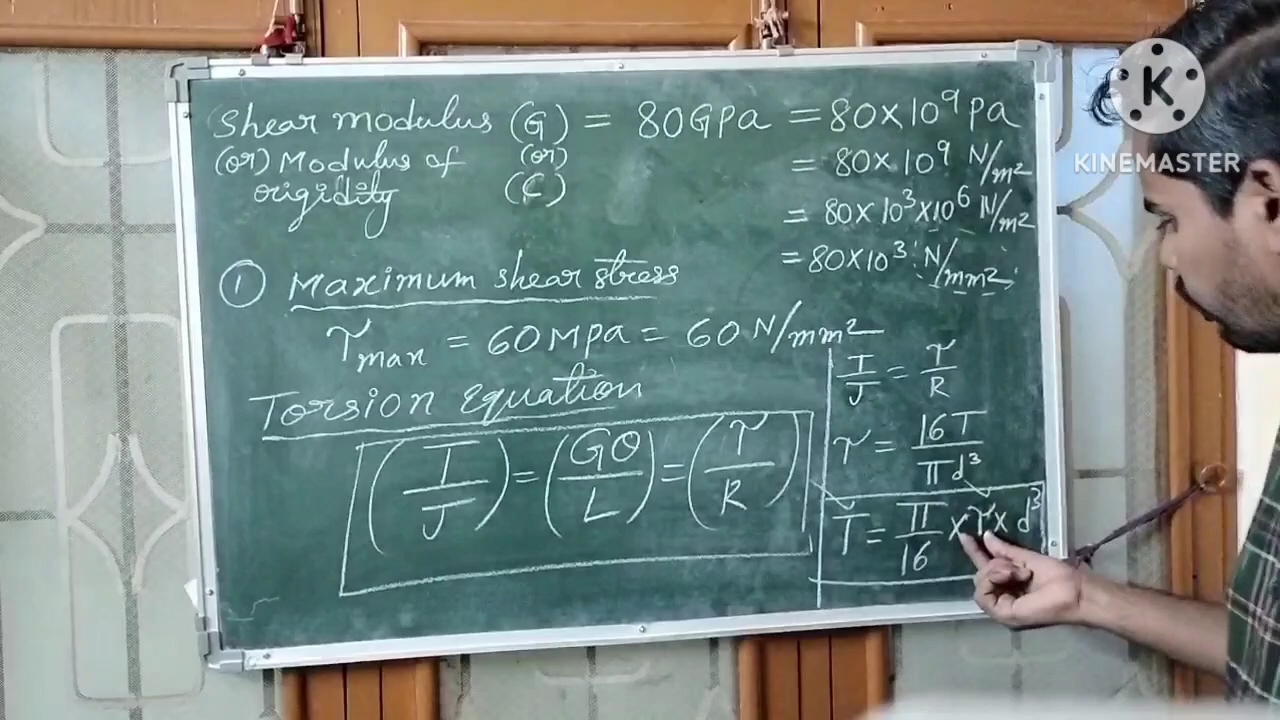 Shear modulus (G) = 80GPa = 80×10⁹ Pa
(or) Modulus of (or) = 80×10⁹ N/m²
rigidity (C) = 80×10³×10⁶ N/m²
= 80×10³ N/mm²
① Maximum shear stress
τmax = 60Mpa = 60 N/mm²
Torsion Equation
(T/J) = (Gθ/L) = (τ/R)
T/J = τ/R
τ = 16T/πd³
T = π/16 × τ × d³
K
KINEMASTER